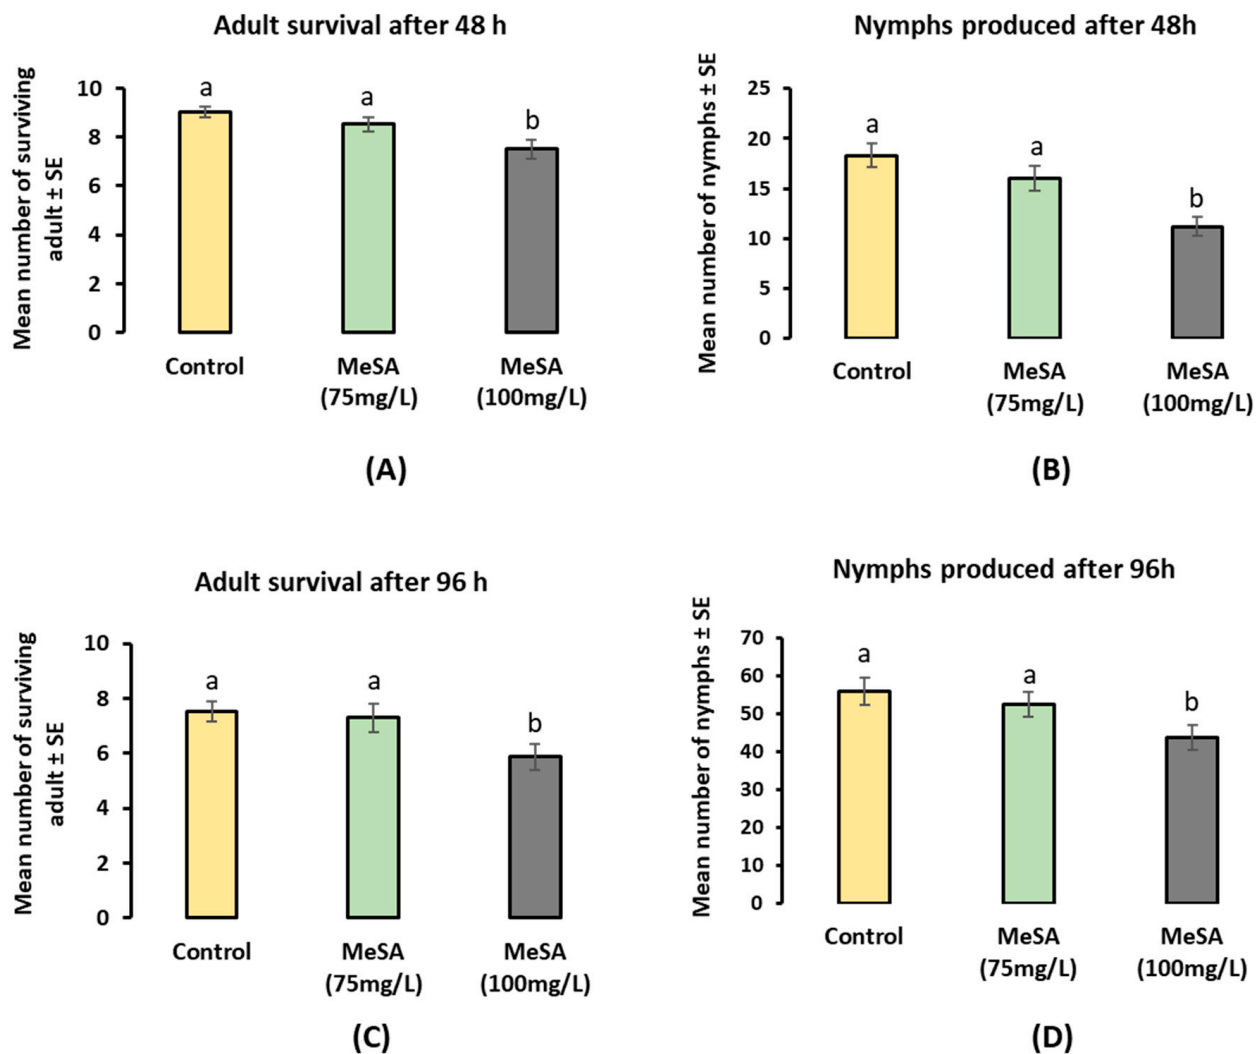 Adult survival after 48 h
Mean number of surviving
adult ± SE
10
8
6
4
2
0
a
a
b
Control
MeSA
(75mg/L)
MeSA
(100mg/L)
(A)
Nymphs produced after 48h
Mean number of nymphs ± SE
25
20
15
10
5
0
a
a
b
Control
MeSA
(75mg/L)
MeSA
(100mg/L)
(B)
Adult survival after 96 h
Mean number of surviving
adult ± SE
10
8
6
4
2
0
a
a
b
Control
MeSA
(75mg/L)
MeSA
(100mg/L)
(C)
Nymphs produced after 96h
Mean number of nymphs ± SE
70
60
50
40
30
20
10
0
a
a
b
Control
MeSA
(75mg/L)
MeSA
(100mg/L)
(D)